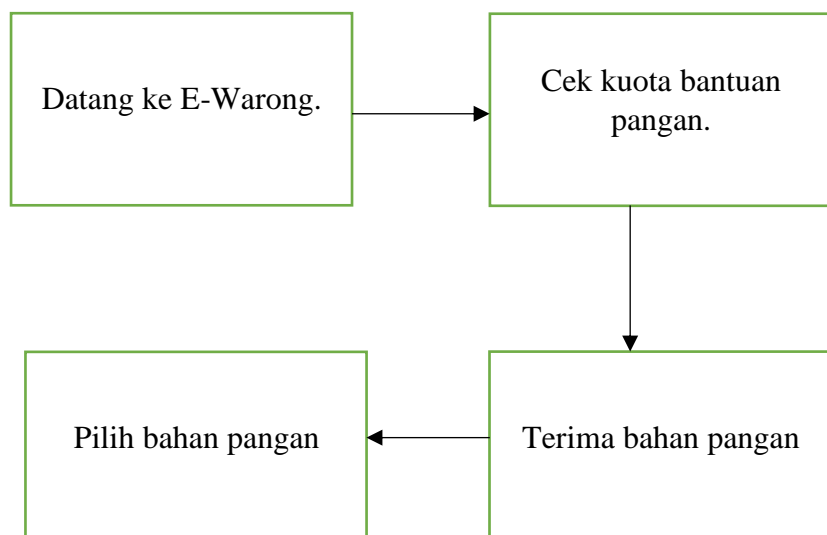 Datang ke E-Warong.
Cek kuota bantuan
pangan.
Pilih bahan pangan
Terima bahan pangan